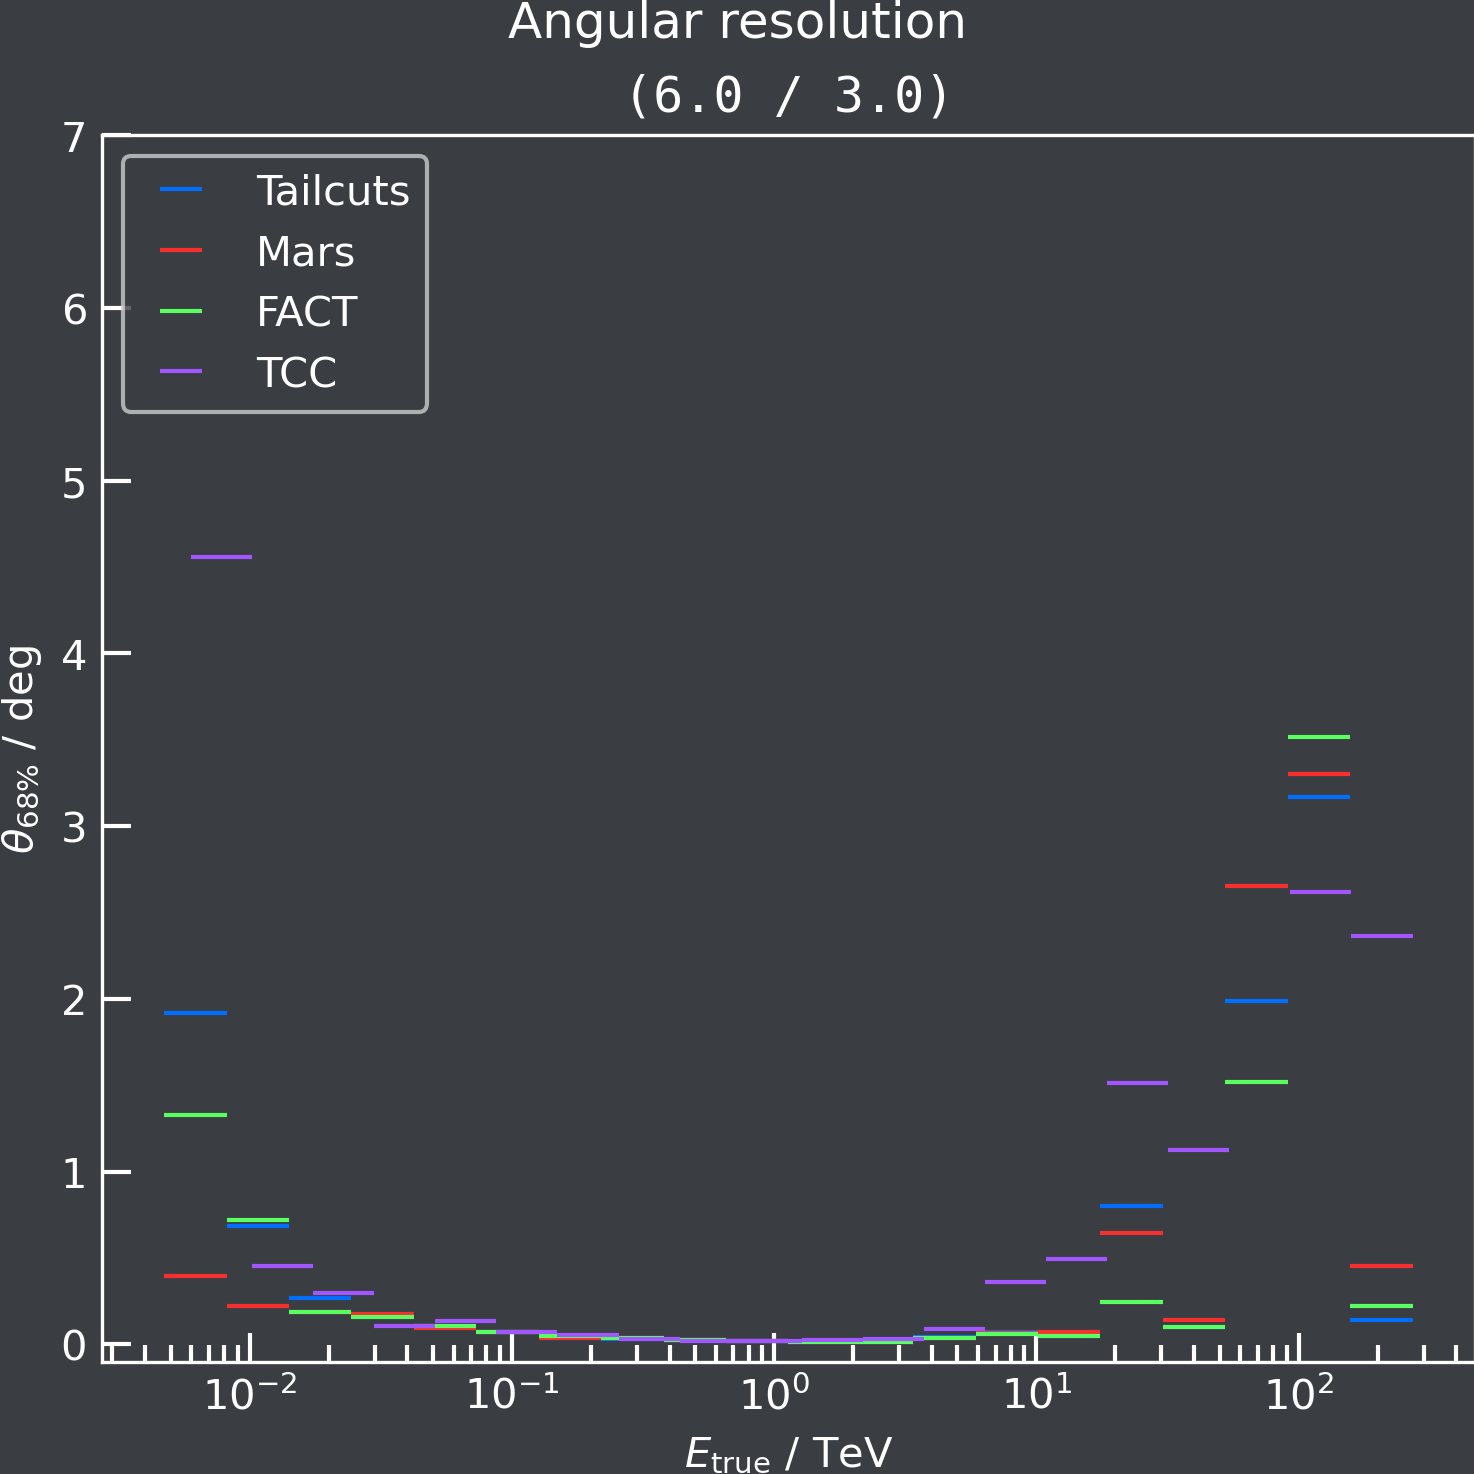 Angular resolution
(6.0 / 3.0)
7
6
5
4
3
2
1
0
θ68% / deg
Tailcuts
Mars
FACT
TCC
10⁻² 10⁻¹ 10⁰ 10¹ 10²
Etrue / TeV